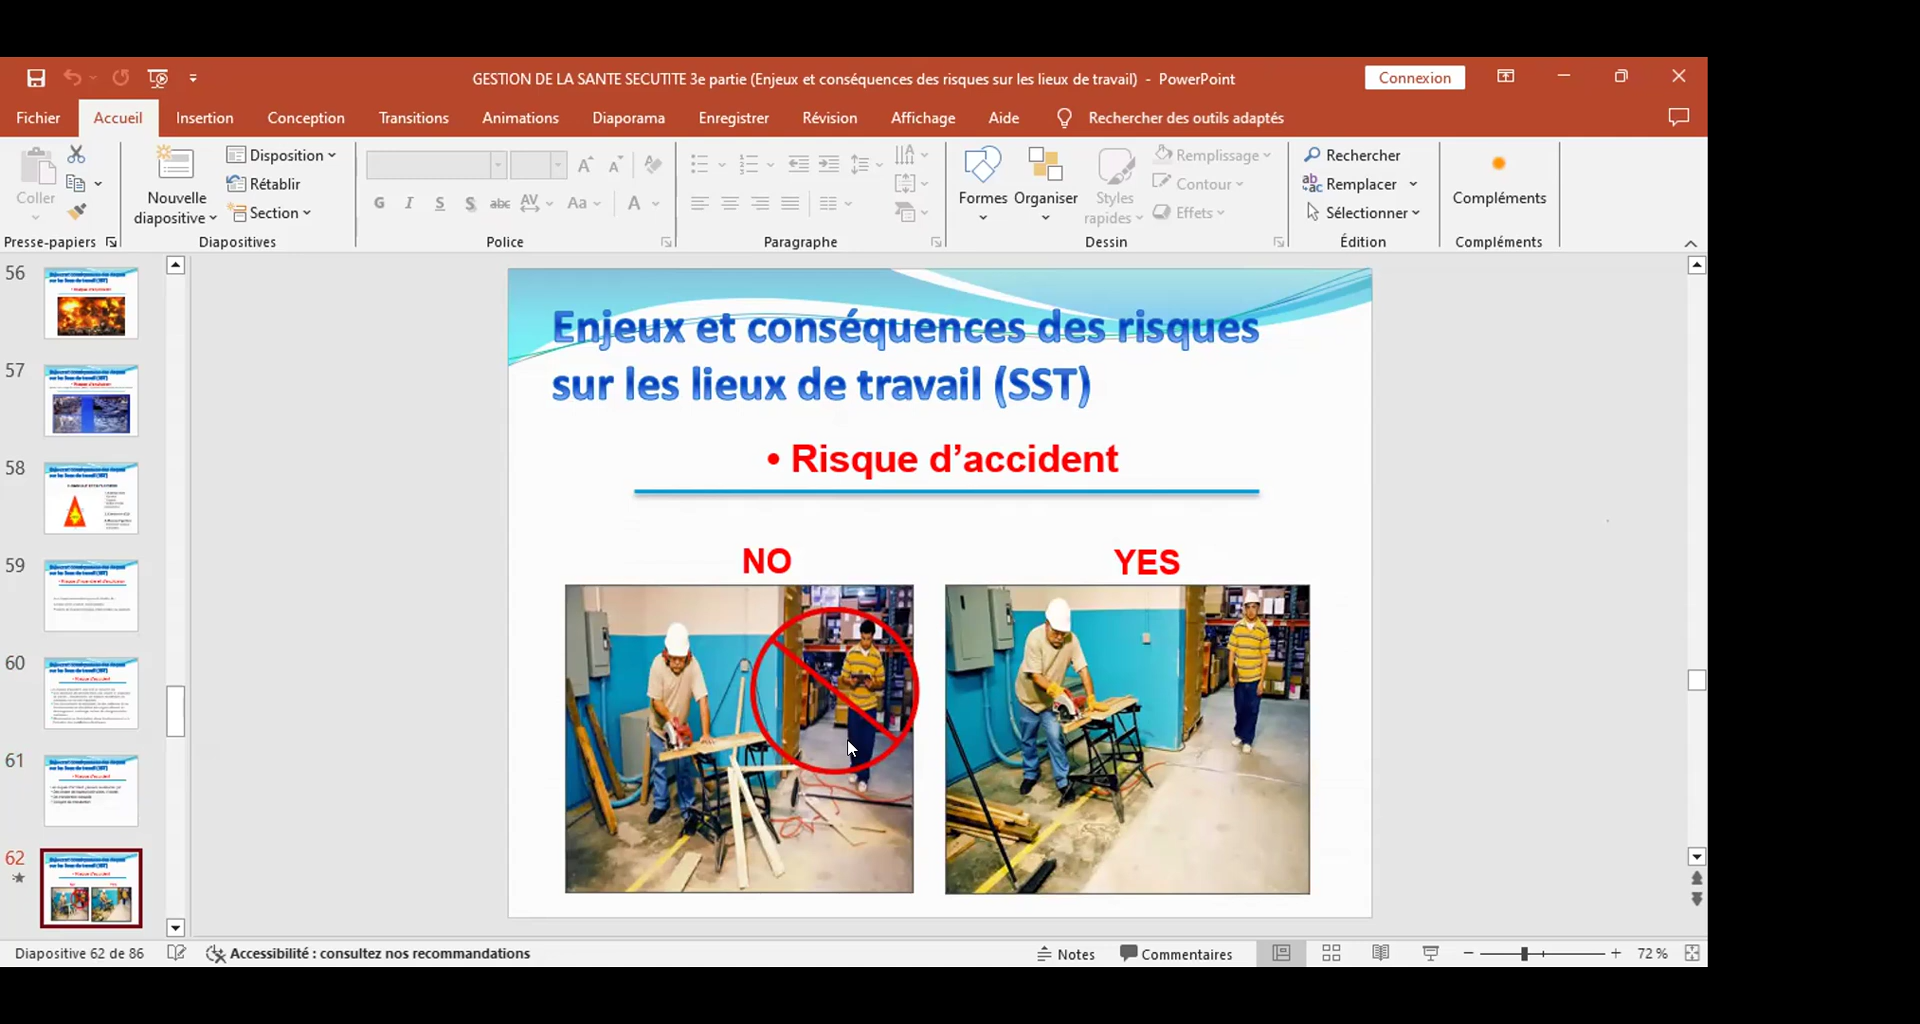 GESTION DE LA SANTE SECUTITE 3e partie (Enjeux et conséquences des risques sur les lieux de travail) - PowerPoint
Connexion
Fichier
Accueil
Insertion
Conception
Transitions
Animations
Diaporama
Enregistrer
Révision
Affichage
Aide
Rechercher des outils adaptés
Coller
Presse-papiers
Nouvelle
diapositive
Disposition
Rétablir
Section
Diapositives
G I S S abc AV Aa A
Police
Paragraphe
Formes
Organiser
Styles
rapides
Remplissage
Contour
Effets
Dessin
Rechercher
Remplacer
Sélectionner
Édition
Compléments
Compléments
56
57
58
59
60
61
62
Enjeux et conséquences des risques
sur les lieux de travail (SST)
• Risque d’accident
NO
YES
Diapositive 62 de 86
Accessibilité : consultez nos recommandations
Notes
Commentaires
72 %